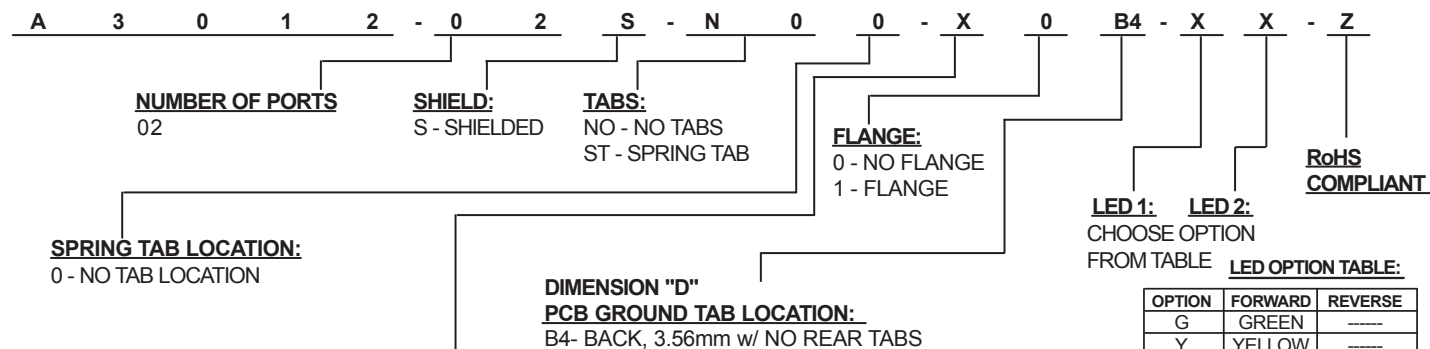 A 3 0 1 2 - 0 2 S - N 0 0 - X 0 B4 - X X - Z
NUMBER OF PORTS
02
SHIELD:
S - SHIELDED
TABS:
NO - NO TABS
ST - SPRING TAB
FLANGE:
0 - NO FLANGE
1 - FLANGE
RoHS
COMPLIANT
LED 1: LED 2:
CHOOSE OPTION
FROM TABLE
SPRING TAB LOCATION:
0 - NO TAB LOCATION
DIMENSION "D"
PCB GROUND TAB LOCATION:
B4- BACK, 3.56mm w/ NO REAR TABS
LED OPTION TABLE:
OPTION FORWARD REVERSE
G GREEN ------
Y YELLOW ------